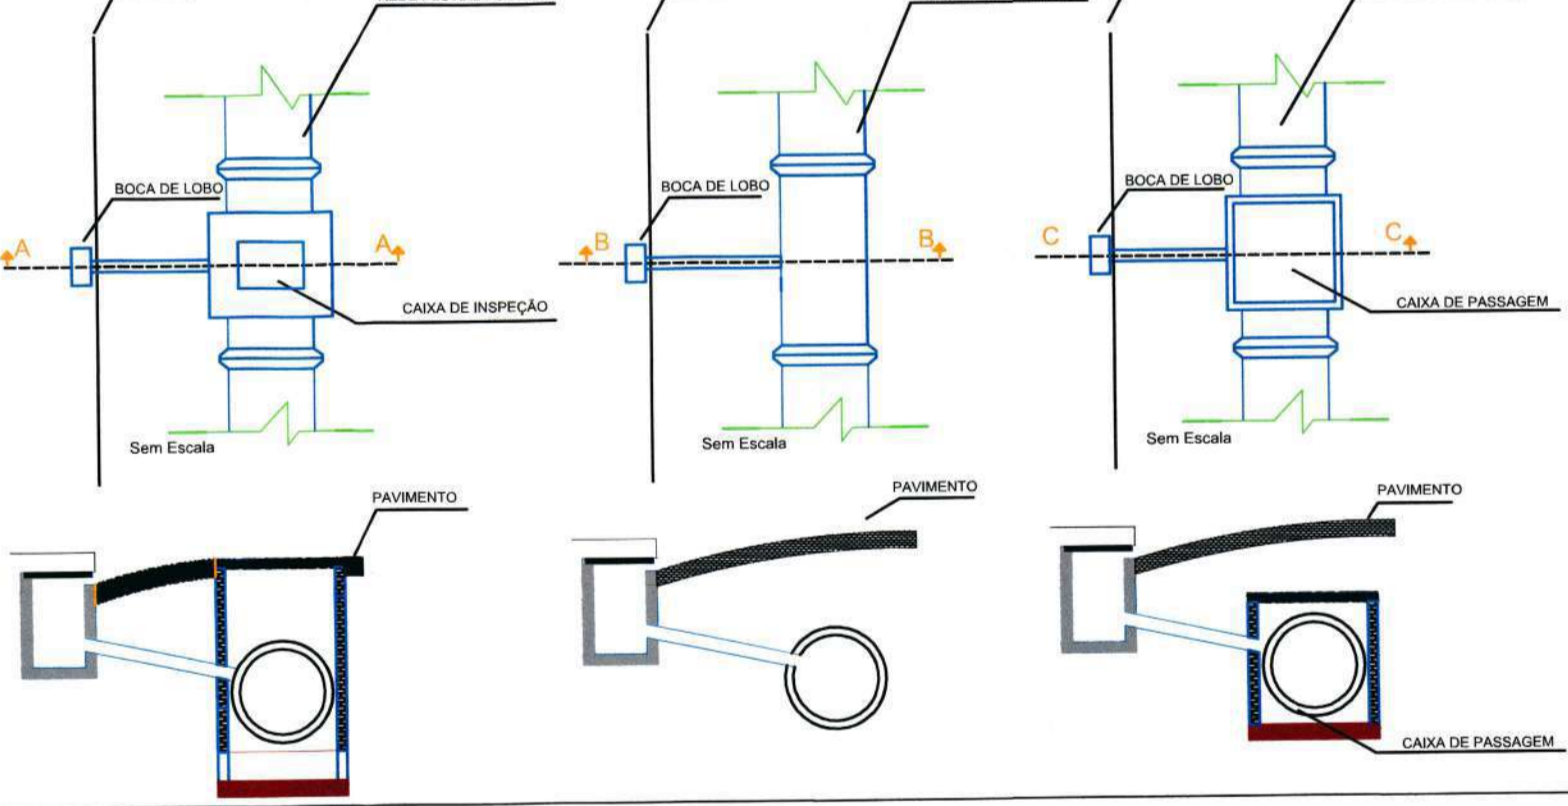 BOCA DE LOBO
A
A
CAIXA DE INSPEÇÃO
Sem Escala
PAVIMENTO
BOCA DE LOBO
B
B
Sem Escala
PAVIMENTO
BOCA DE LOBO
C
C
CAIXA DE PASSAGEM
Sem Escala
PAVIMENTO
CAIXA DE PASSAGEM